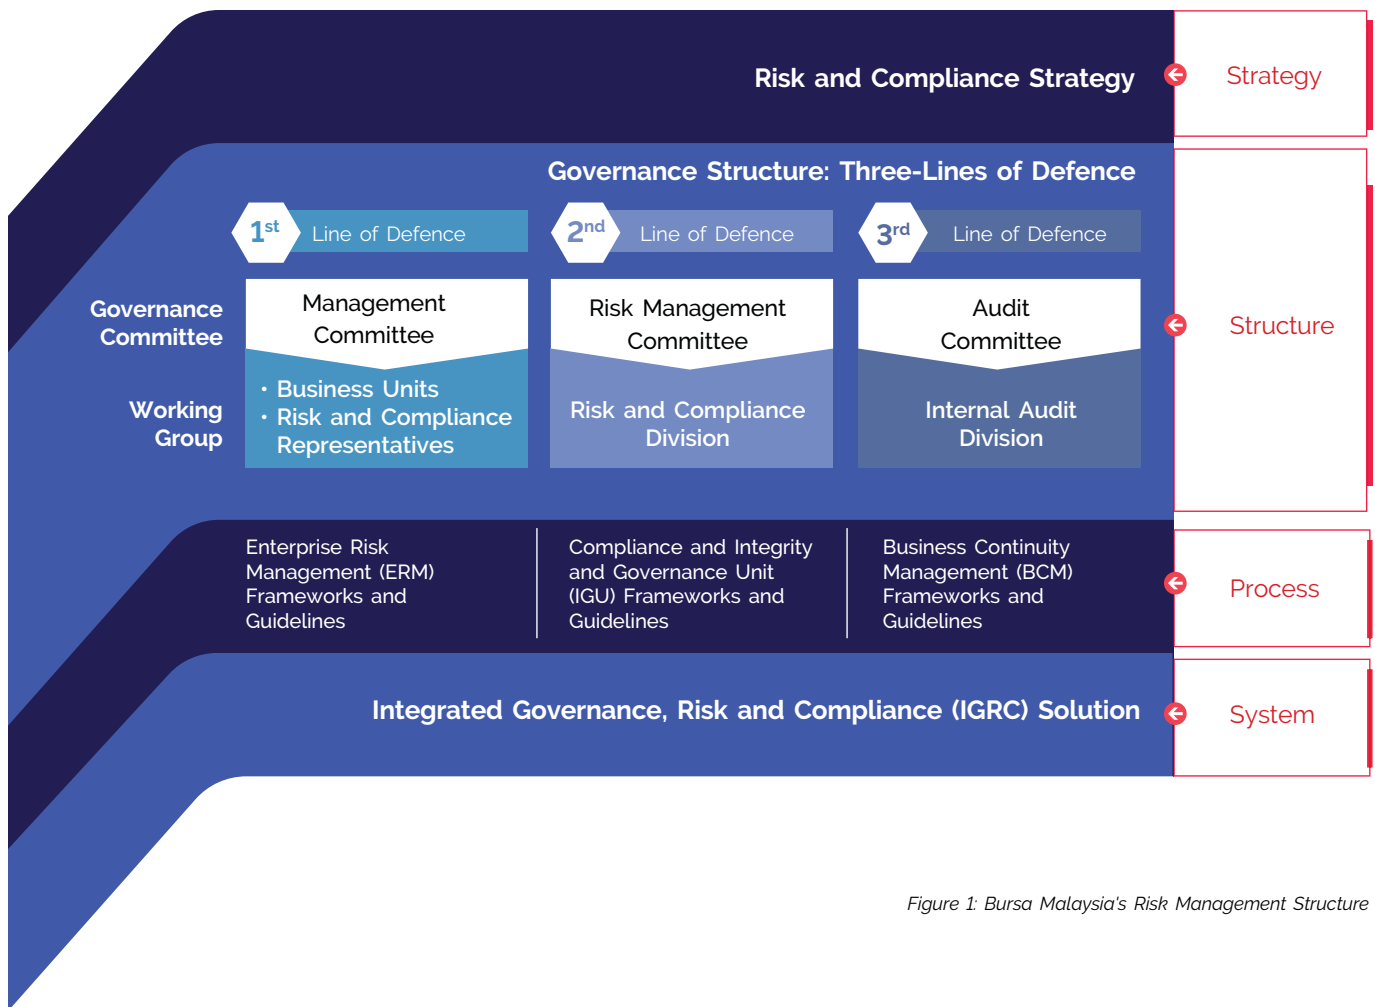 Risk and Compliance Strategy
Strategy
Governance Structure: Three-Lines of Defence
1st Line of Defence
2nd Line of Defence
3rd Line of Defence
Governance
Committee
Management
Committee
Risk Management
Committee
Audit
Committee
Structure
Working
Group
• Business Units
• Risk and Compliance
Representatives
Risk and Compliance
Division
Internal Audit
Division
Enterprise Risk
Management (ERM)
Frameworks and
Guidelines
Compliance and Integrity
and Governance Unit
(IGU) Frameworks and
Guidelines
Business Continuity
Management (BCM)
Frameworks and
Guidelines
Process
Integrated Governance, Risk and Compliance (IGRC) Solution
System
Figure 1: Bursa Malaysia's Risk Management Structure